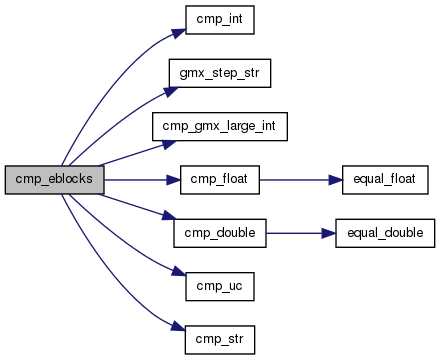 cmp_int
gmx_step_str
cmp_gmx_large_int
cmp_eblocks
cmp_float
equal_float
cmp_double
equal_double
cmp_uc
cmp_str